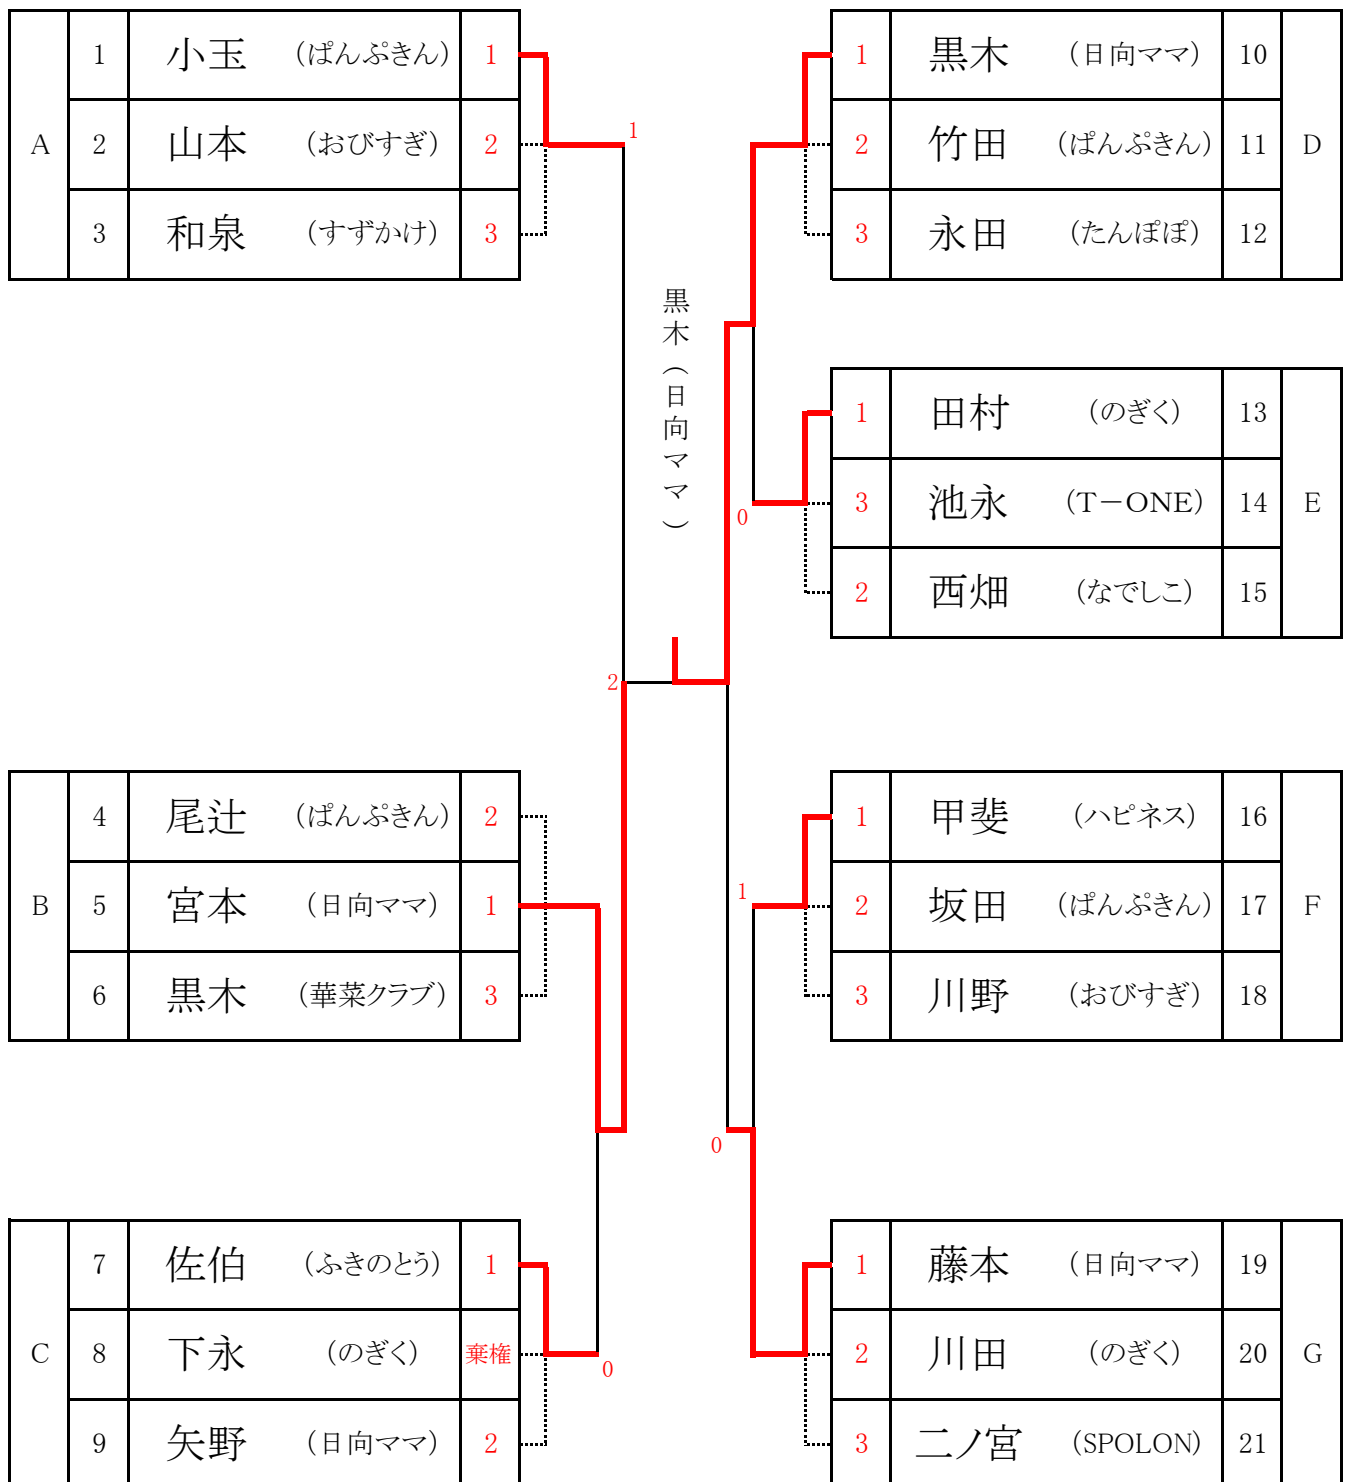 A
1 小玉 (ぱんぷきん) 1
2 山本 (おびすぎ) 2
3 和泉 (すずかけ) 3
1
B
4 尾辻 (ぱんぷきん) 2
5 宮本 (日向ママ) 1
6 黒木 (華菜クラブ) 3
2
C
7 佐伯 (ふきのとう) 1
8 下永 (のぎく) 棄権
9 矢野 (日向ママ) 2
0
黒木(日向ママ)
1 黒木 (日向ママ) 10
2 竹田 (ぱんぷきん) 11
3 永田 (たんぽぽ) 12
D
0
1 田村 (のぎく) 13
3 池永 (T-ONE) 14
2 西畑 (なでしこ) 15
E
1
1 甲斐 (ハピネス) 16
2 坂田 (ぱんぷきん) 17
3 川野 (おびすぎ) 18
F
0
1 藤本 (日向ママ) 19
2 川田 (のぎく) 20
3 二ノ宮 (SPOLON) 21
G